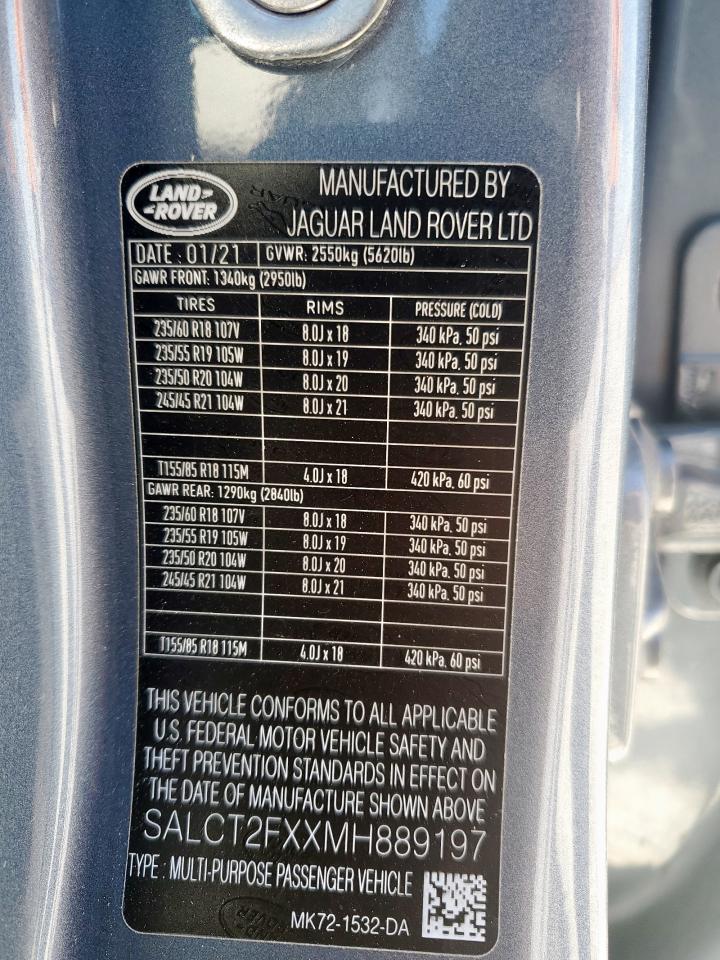 LAND
ROVER
MANUFACTURED BY
JAGUAR LAND ROVER LTD
DATE : 01/21 GVWR: 2550kg (5620lb)
GAWR FRONT: 1340kg (2950lb)
TIRES RIMS PRESSURE (COLD)
235/60 R18 107V 8.0J x 18 340 kPa, 50 psi
235/55 R19 105W 8.0J x 19 340 kPa, 50 psi
235/50 R20 104W 8.0J x 20 340 kPa, 50 psi
245/45 R21 104W 8.0J x 21 340 kPa, 50 psi
T155/85 R18 115M 4.0J x 18 420 kPa, 60 psi
GAWR REAR: 1290kg (2840lb)
235/60 R18 107V 8.0J x 18 340 kPa, 50 psi
235/55 R19 105W 8.0J x 19 340 kPa, 50 psi
235/50 R20 104W 8.0J x 20 340 kPa, 50 psi
245/45 R21 104W 8.0J x 21 340 kPa, 50 psi
T155/85 R18 115M 4.0J x 18 420 kPa, 60 psi
THIS VEHICLE CONFORMS TO ALL APPLICABLE
U.S. FEDERAL MOTOR VEHICLE SAFETY AND
THEFT PREVENTION STANDARDS IN EFFECT ON
THE DATE OF MANUFACTURE SHOWN ABOVE
SALCT2FXXMH889197
TYPE : MULTI-PURPOSE PASSENGER VEHICLE
MK72-1532-DA